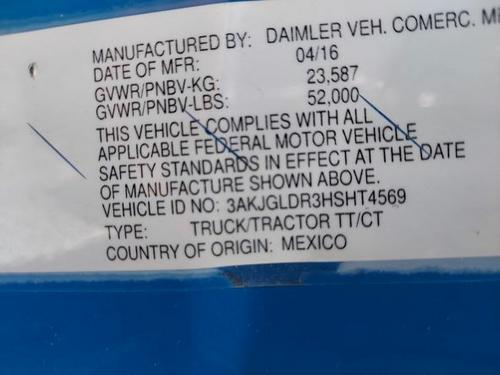 MANUFACTURED BY: DAIMLER VEH. COMERC.
DATE OF MFR: 04/16
GVWR/PNBV-KG: 23,587
GVWR/PNBV-LBS: 52,000
THIS VEHICLE COMPLIES WITH ALL
APPLICABLE FEDERAL MOTOR VEHICLE
SAFETY STANDARDS IN EFFECT AT THE DATE
OF MANUFACTURE SHOWN ABOVE.
VEHICLE ID NO: 3AKJGLDR3HSHT4569
TYPE: TRUCK/TRACTOR TT/CT
COUNTRY OF ORIGIN: MEXICO